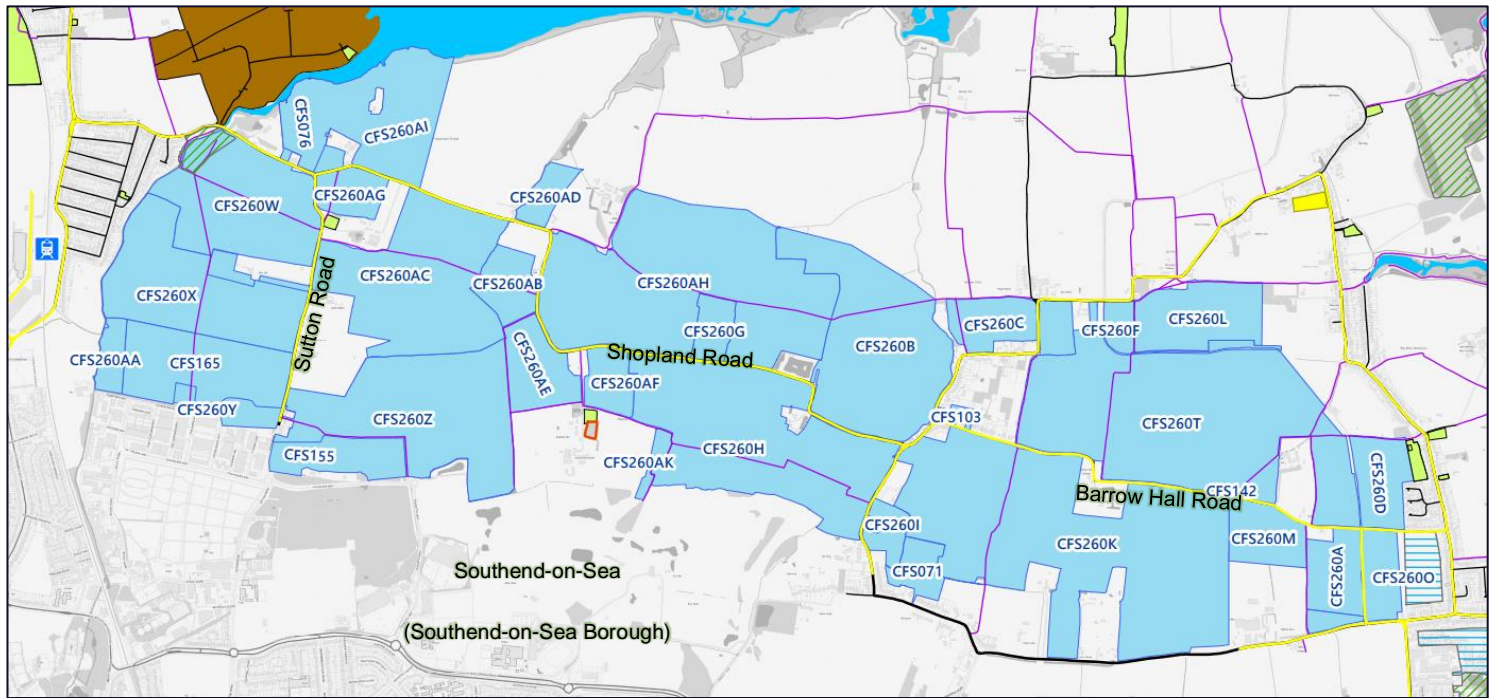 CFS076
CFS260AI
CFS260AG
CFS260W
CFS260AD
CFS260AC
CFS260AB
CFS260AH
CFS260X
Sutton Road
CFS260G
CFS260C
CFS260F
CFS260L
CFS260B
CFS260AA
CFS165
CFS260AE
Shopland Road
CFS260AF
CFS260Y
CFS260Z
CFS103
CFS260T
CFS155
CFS260AK
CFS260H
CFS260D
CFS142
Barrow Hall Road
CFS260I
CFS260M
CFS260K
CFS071
CFS260A
CFS260O
Southend-on-Sea
(Southend-on-Sea Borough)